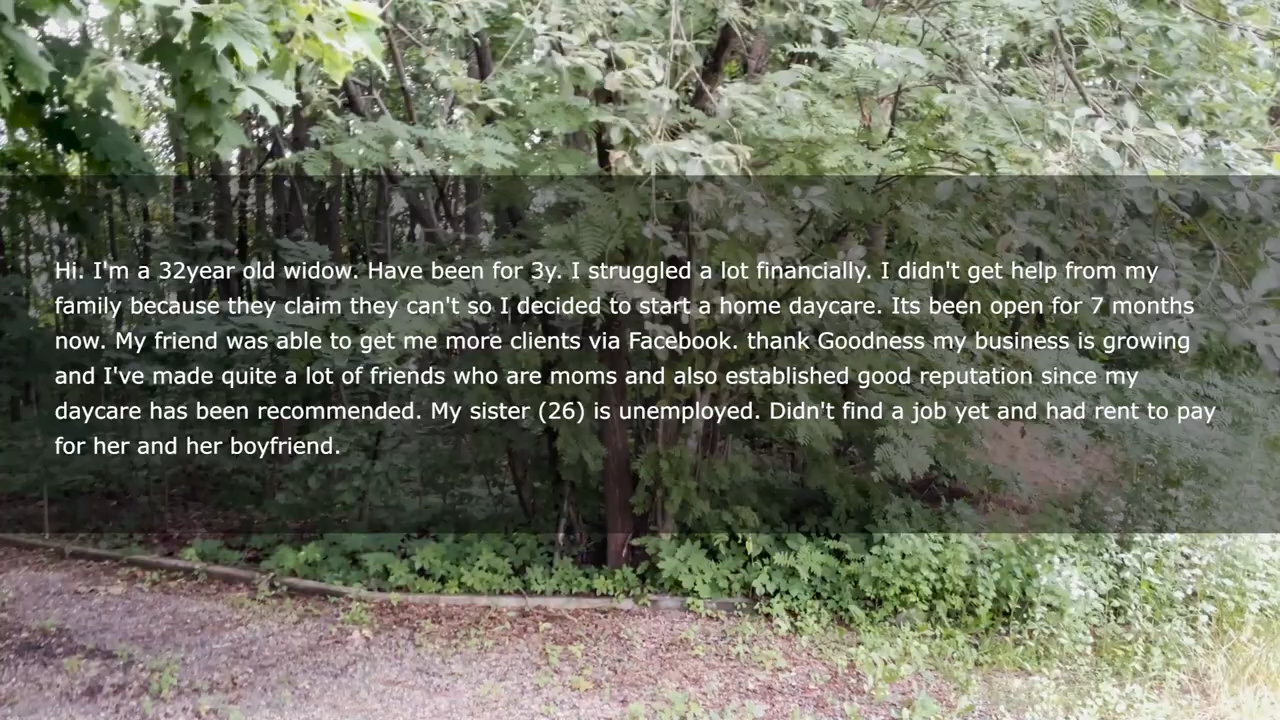 Hi. I'm a 32year old widow. Have been for 3y. I struggled a lot financially. I didn't get help from my
family because they claim they can't so I decided to start a home daycare. Its been open for 7 months
now. My friend was able to get me more clients via Facebook. thank Goodness my business is growing
and I've made quite a lot of friends who are moms and also established good reputation since my
daycare has been recommended. My sister (26) is unemployed. Didn't find a job yet and had rent to pay
for her and her boyfriend.